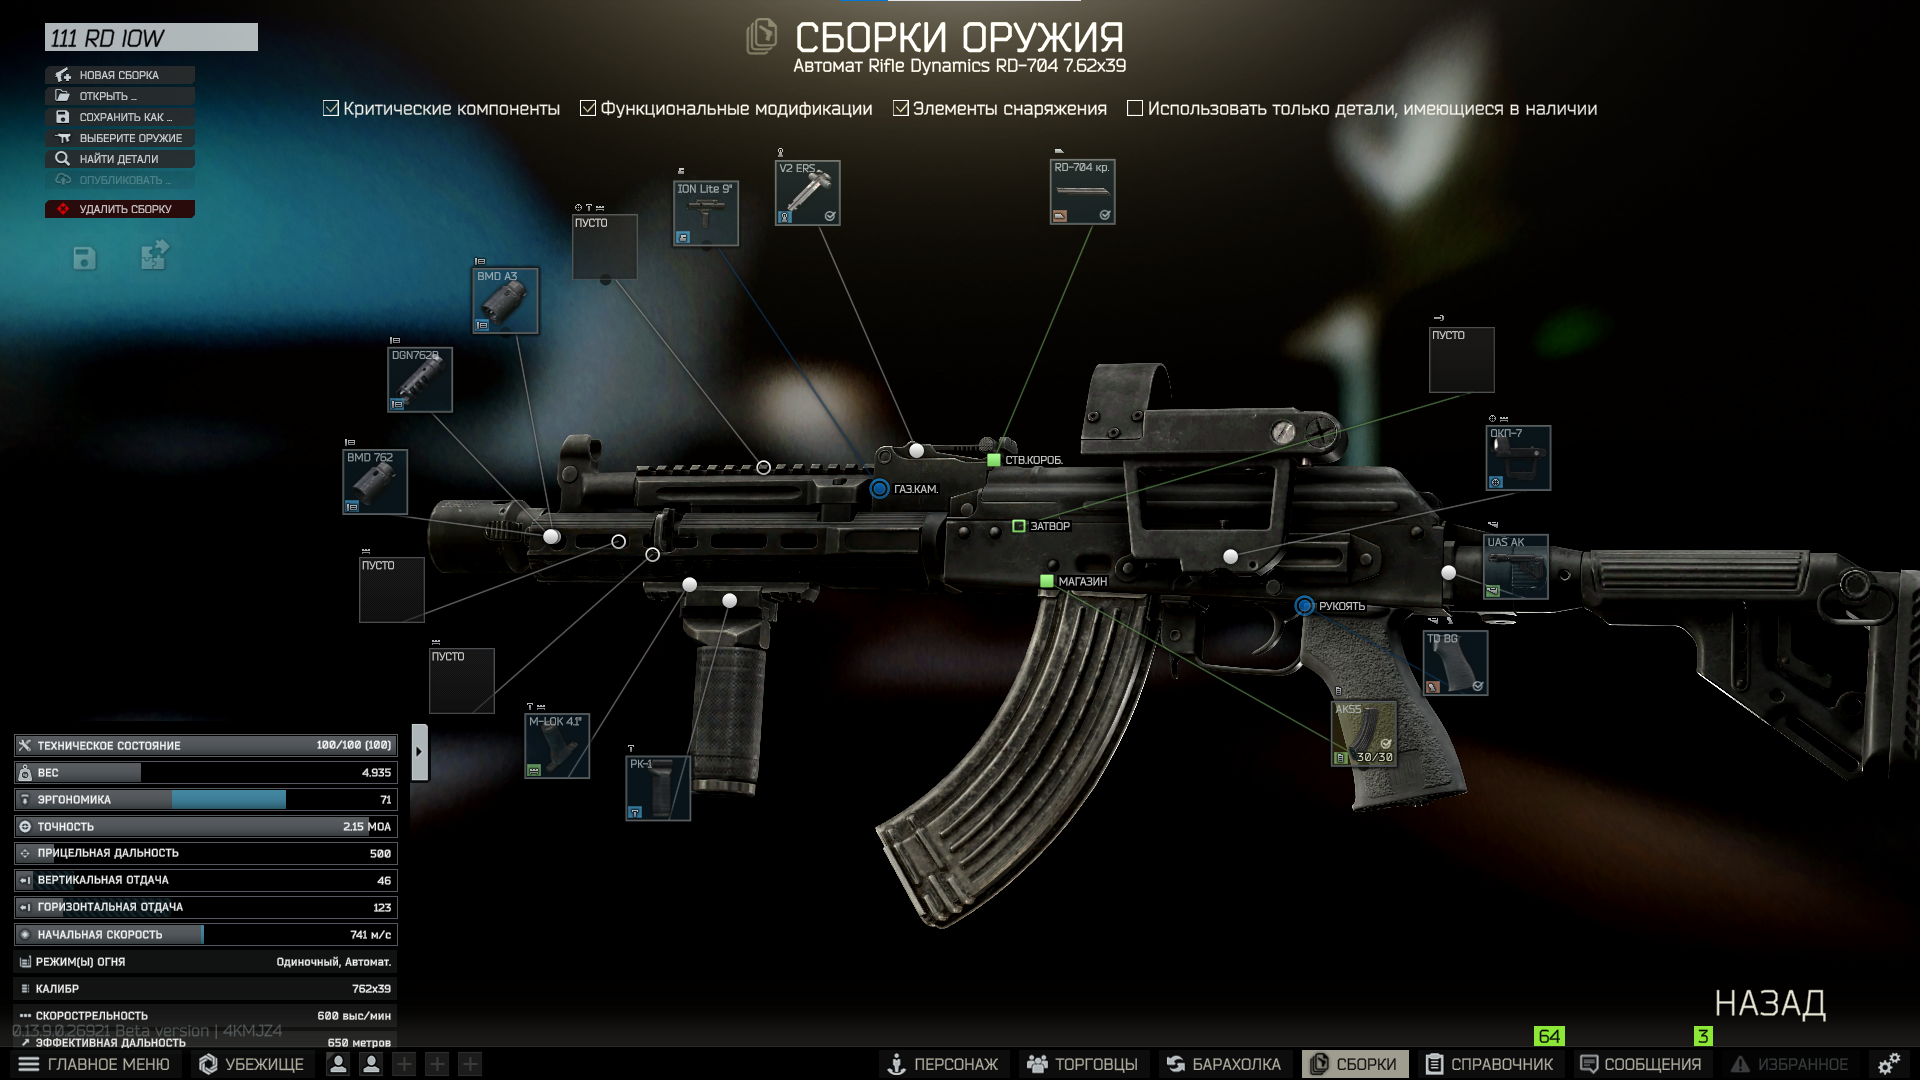 111 RD IOW
НОВАЯ СБОРКА
ОТКРЫТЬ ...
СОХРАНИТЬ КАК ...
ВЫБЕРИТЕ ОРУЖИЕ
НАЙТИ ДЕТАЛИ
ОПУБЛИКОВАТЬ ...
УДАЛИТЬ СБОРКУ
СБОРКИ ОРУЖИЯ
Автомат Rifle Dynamics RD-704 7.62x39
Критические компоненты
Функциональные модификации
Элементы снаряжения
Использовать только детали, имеющиеся в наличии
V2 ERS
RD-704 кр.
ION Lite 9"
ПУСТО
BMD A3
ПУСТО
DGN762B
ОКП-7
BMD 762
СТВ.КОРОБ.
ГАЗ.КАМ.
ЗАТВОР
UAS AK
ПУСТО
МАГАЗИН
РУКОЯТЬ
TD BG
ПУСТО
AK55
30/30
M-LOK 4.1"
РК-1
ТЕХНИЧЕСКОЕ СОСТОЯНИЕ 100/100 (100)
ВЕС 4.935
ЭРГОНОМИКА 71
ТОЧНОСТЬ 2.15 МОА
ПРИЦЕЛЬНАЯ ДАЛЬНОСТЬ 500
ВЕРТИКАЛЬНАЯ ОТДАЧА 46
ГОРИЗОНТАЛЬНАЯ ОТДАЧА 123
НАЧАЛЬНАЯ СКОРОСТЬ 741 м/с
РЕЖИМ(Ы) ОГНЯ Одиночный, Автомат.
КАЛИБР 762x39
СКОРОСТРЕЛЬНОСТЬ 600 выс/мин
0.13.9.0.26921 Beta version | 4KMJZ4
ЭФФЕКТИВНАЯ ДАЛЬНОСТЬ 650 метров
НАЗАД
64
3
ГЛАВНОЕ МЕНЮ
УБЕЖИЩЕ
ПЕРСОНАЖ
ТОРГОВЦЫ
БАРАХОЛКА
СБОРКИ
СПРАВОЧНИК
СООБЩЕНИЯ
ИЗБРАННОЕ